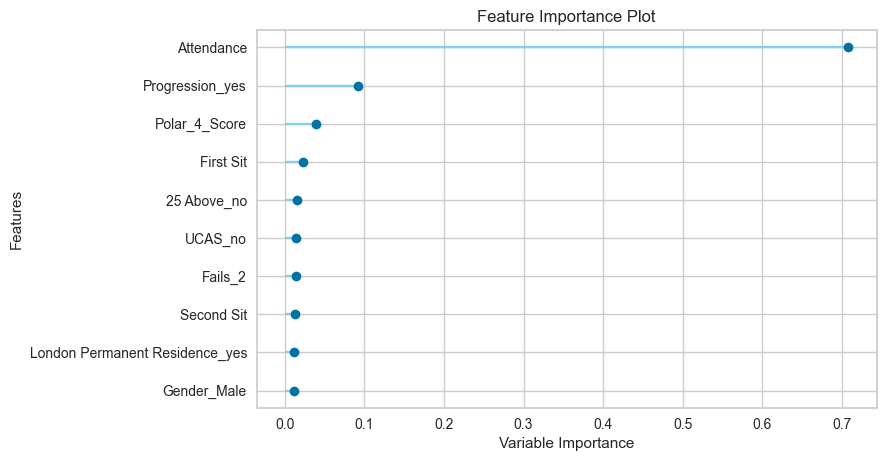 Feature Importance Plot
Features
Attendance
Progression_yes
Polar_4_Score
First Sit
25 Above_no
UCAS_no
Fails_2
Second Sit
London Permanent Residence_yes
Gender_Male
0.0 0.1 0.2 0.3 0.4 0.5 0.6 0.7
Variable Importance